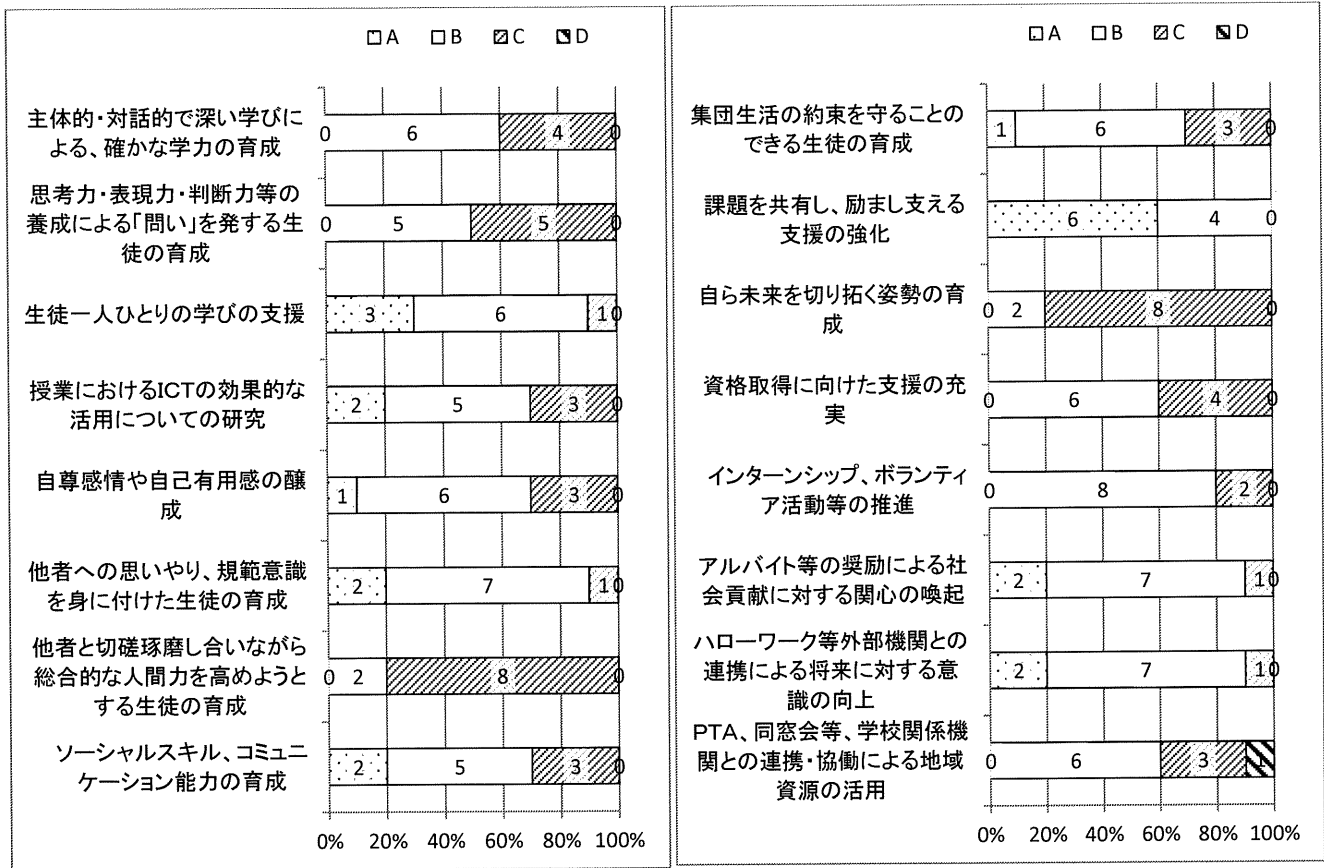 A B C D
主体的・対話的で深い学びに
よる、確かな学力の育成
0 6 4 0
思考力・表現力・判断力等の
養成による「問い」を発する生
徒の育成
0 5 5 0
生徒一人ひとりの学びの支援
3 6 1 0
授業におけるICTの効果的な
活用についての研究
2 5 3 0
自尊感情や自己有用感の醸
成
1 6 3 0
他者への思いやり、規範意識
を身に付けた生徒の育成
2 7 1 0
他者と切磋琢磨し合いながら
総合的な人間力を高めようと
する生徒の育成
0 2 8 0
ソーシャルスキル、コミュニ
ケーション能力の育成
2 5 3 0
0% 20% 40% 60% 80% 100%
A B C D
集団生活の約束を守ることの
できる生徒の育成
1 6 3 0
課題を共有し、励まし支える
支援の強化
6 4 0
自ら未来を切り拓く姿勢の育
成
0 2 8 0
資格取得に向けた支援の充
実
0 6 4 0
インターンシップ、ボランティ
ア活動等の推進
0 8 2 0
アルバイト等の奨励による社
会貢献に対する関心の喚起
2 7 1 0
ハローワーク等外部機関との
連携による将来に対する意
識の向上
2 7 1 0
PTA、同窓会等、学校関係機
関との連携・協働による地域
資源の活用
0 6 3 1
0% 20% 40% 60% 80% 100%